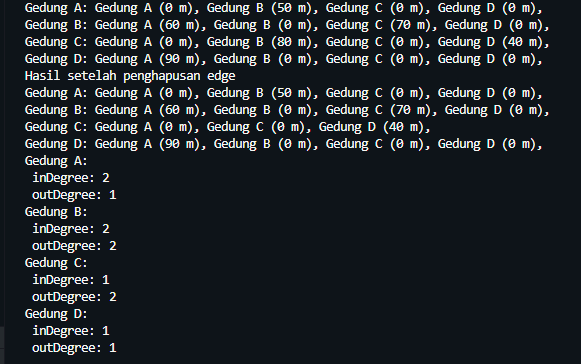 Gedung A: Gedung A (0 m), Gedung B (50 m), Gedung C (0 m), Gedung D (0 m),
Gedung B: Gedung A (60 m), Gedung B (0 m), Gedung C (70 m), Gedung D (0 m),
Gedung C: Gedung A (0 m), Gedung B (80 m), Gedung C (0 m), Gedung D (40 m),
Gedung D: Gedung A (90 m), Gedung B (0 m), Gedung C (0 m), Gedung D (0 m),
Hasil setelah penghapusan edge
Gedung A: Gedung A (0 m), Gedung B (50 m), Gedung C (0 m), Gedung D (0 m),
Gedung B: Gedung A (60 m), Gedung B (0 m), Gedung C (70 m), Gedung D (0 m),
Gedung C: Gedung A (0 m), Gedung C (0 m), Gedung D (40 m),
Gedung D: Gedung A (90 m), Gedung B (0 m), Gedung C (0 m), Gedung D (0 m),
Gedung A:
inDegree: 2
outDegree: 1
Gedung B:
inDegree: 2
outDegree: 2
Gedung C:
inDegree: 1
outDegree: 2
Gedung D:
inDegree: 1
outDegree: 1